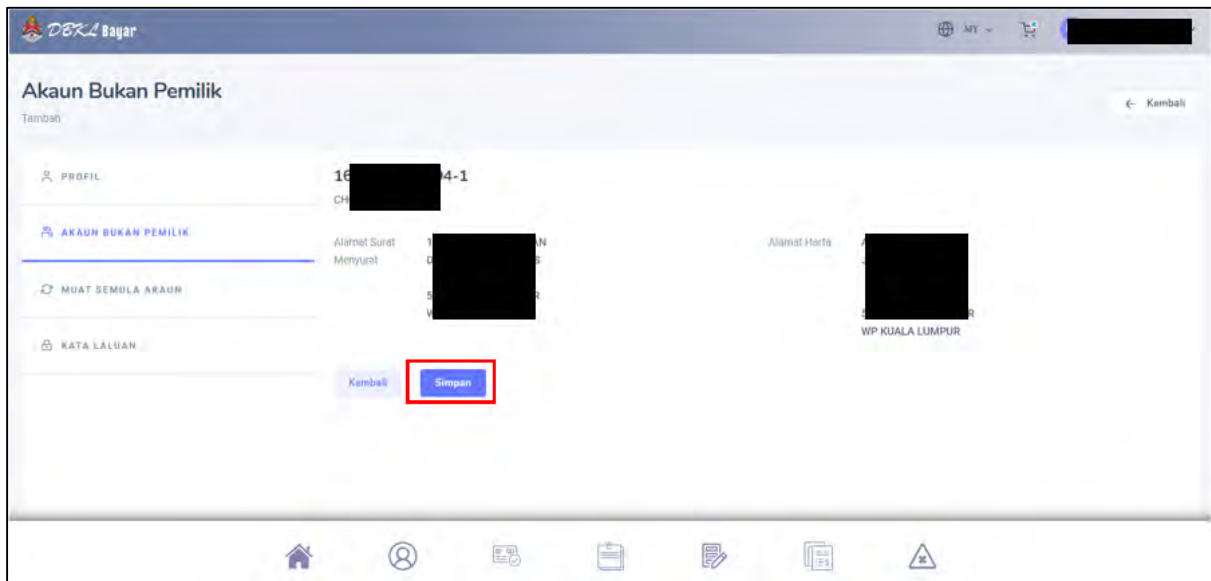 DBKL Bayar
MY
Akaun Bukan Pemilik
Tambah
← Kembali
PROFIL
AKAUN BUKAN PEMILIK
MUAT SEMULA AKAUN
KATA LALUAN
16 4-1
CH
Alamat Surat Menyurat
Alamat Harta
WP KUALA LUMPUR
Kembali
Simpan